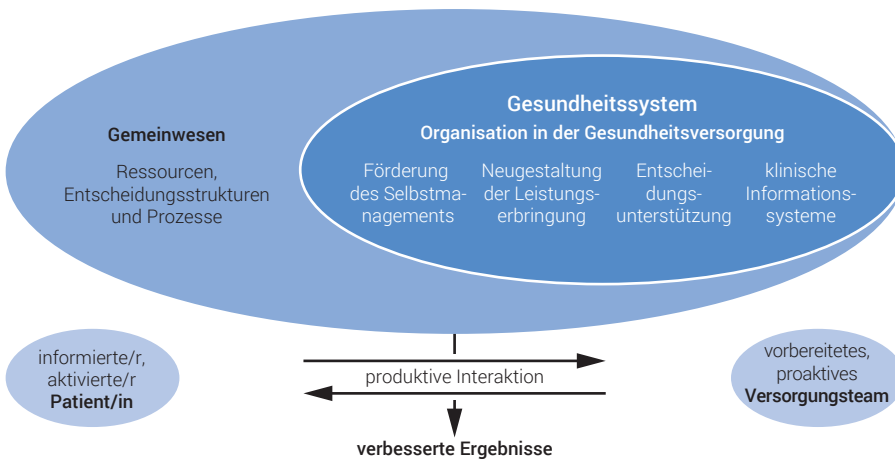 Gesundheitssystem
Organisation in der Gesundheitsversorgung
Gemeinwesen
Ressourcen,
Entscheidungsstrukturen
und Prozesse
Förderung
des Selbstma-
nagements
Neugestaltung
der Leistungs-
erbringung
Entschei-
dungs-
unterstützung
klinische
Informations-
systeme
informierte/r,
aktivierte/r
Patient/in
produktive Interaktion
vorbereitetes,
proaktives
Versorgungsteam
verbesserte Ergebnisse